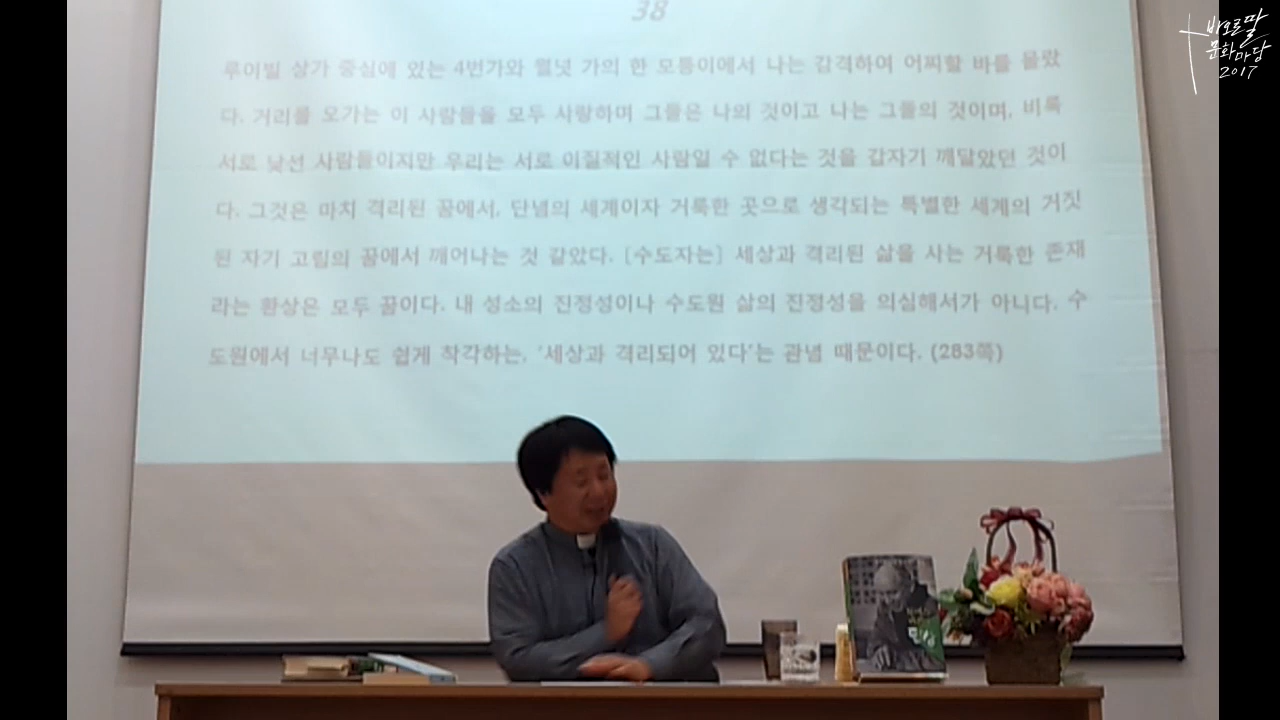 38
루이빌 상가 중심에 있는 4번가와 월넛 가의 한 모퉁이에서 나는 감격하여 어찌할 바를 몰랐
다. 거리를 오가는 이 사람들을 모두 사랑하며 그들은 나의 것이고 나는 그들의 것이며, 비록
서로 낯선 사람들이지만 우리는 서로 이질적인 사람일 수 없다는 것을 갑자기 깨달았던 것이
다. 그것은 마치 격리된 꿈에서, 단념의 세계이자 거룩한 곳으로 생각되는 특별한 세계의 거짓
된 자기 고립의 꿈에서 깨어나는 것 같았다. [수도자는] 세상과 격리된 삶을 사는 거룩한 존재
라는 환상은 모두 꿈이다. 내 성소의 진정성이나 수도원 삶의 진정성을 의심해서가 아니다. 수
도원에서 너무나도 쉽게 착각하는, ‘세상과 격리되어 있다’는 관념 때문이다. (283쪽)
바오로딸
문화마당
2017